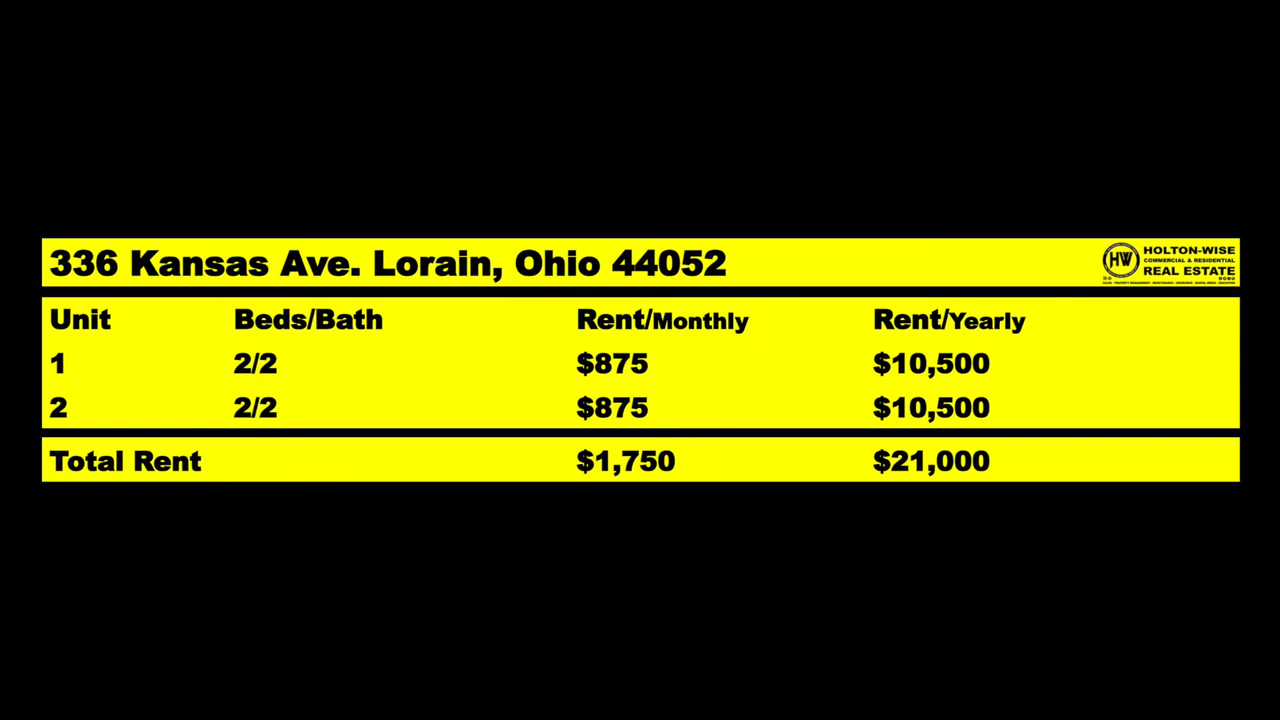 336 Kansas Ave. Lorain, Ohio 44052
HW
HOLTON-WISE
COMMERCIAL & RESIDENTIAL
REAL ESTATE
Unit Beds/Bath Rent/Monthly Rent/Yearly
1 2/2 $875 $10,500
2 2/2 $875 $10,500
Total Rent $1,750 $21,000